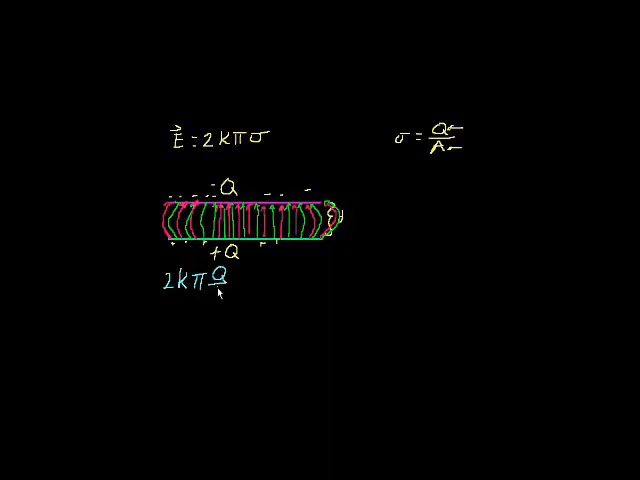 E = 2Kπσ
σ = Q/A
-Q
d
+Q
2Kπ Q